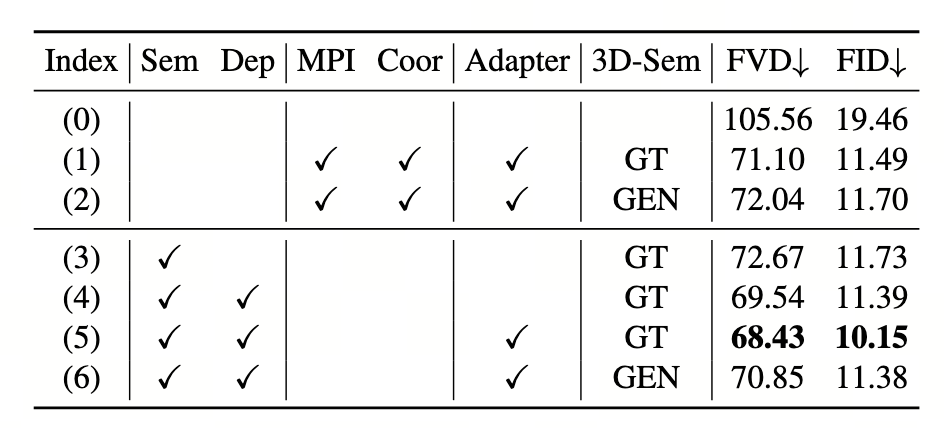 Index Sem Dep MPI Coor Adapter 3D-Sem FVD↓ FID↓
(0) 105.56 19.46
(1) ✓ ✓ ✓ GT 71.10 11.49
(2) ✓ ✓ ✓ GEN 72.04 11.70
(3) ✓ GT 72.67 11.73
(4) ✓ ✓ GT 69.54 11.39
(5) ✓ ✓ ✓ GT 68.43 10.15
(6) ✓ ✓ ✓ GEN 70.85 11.38